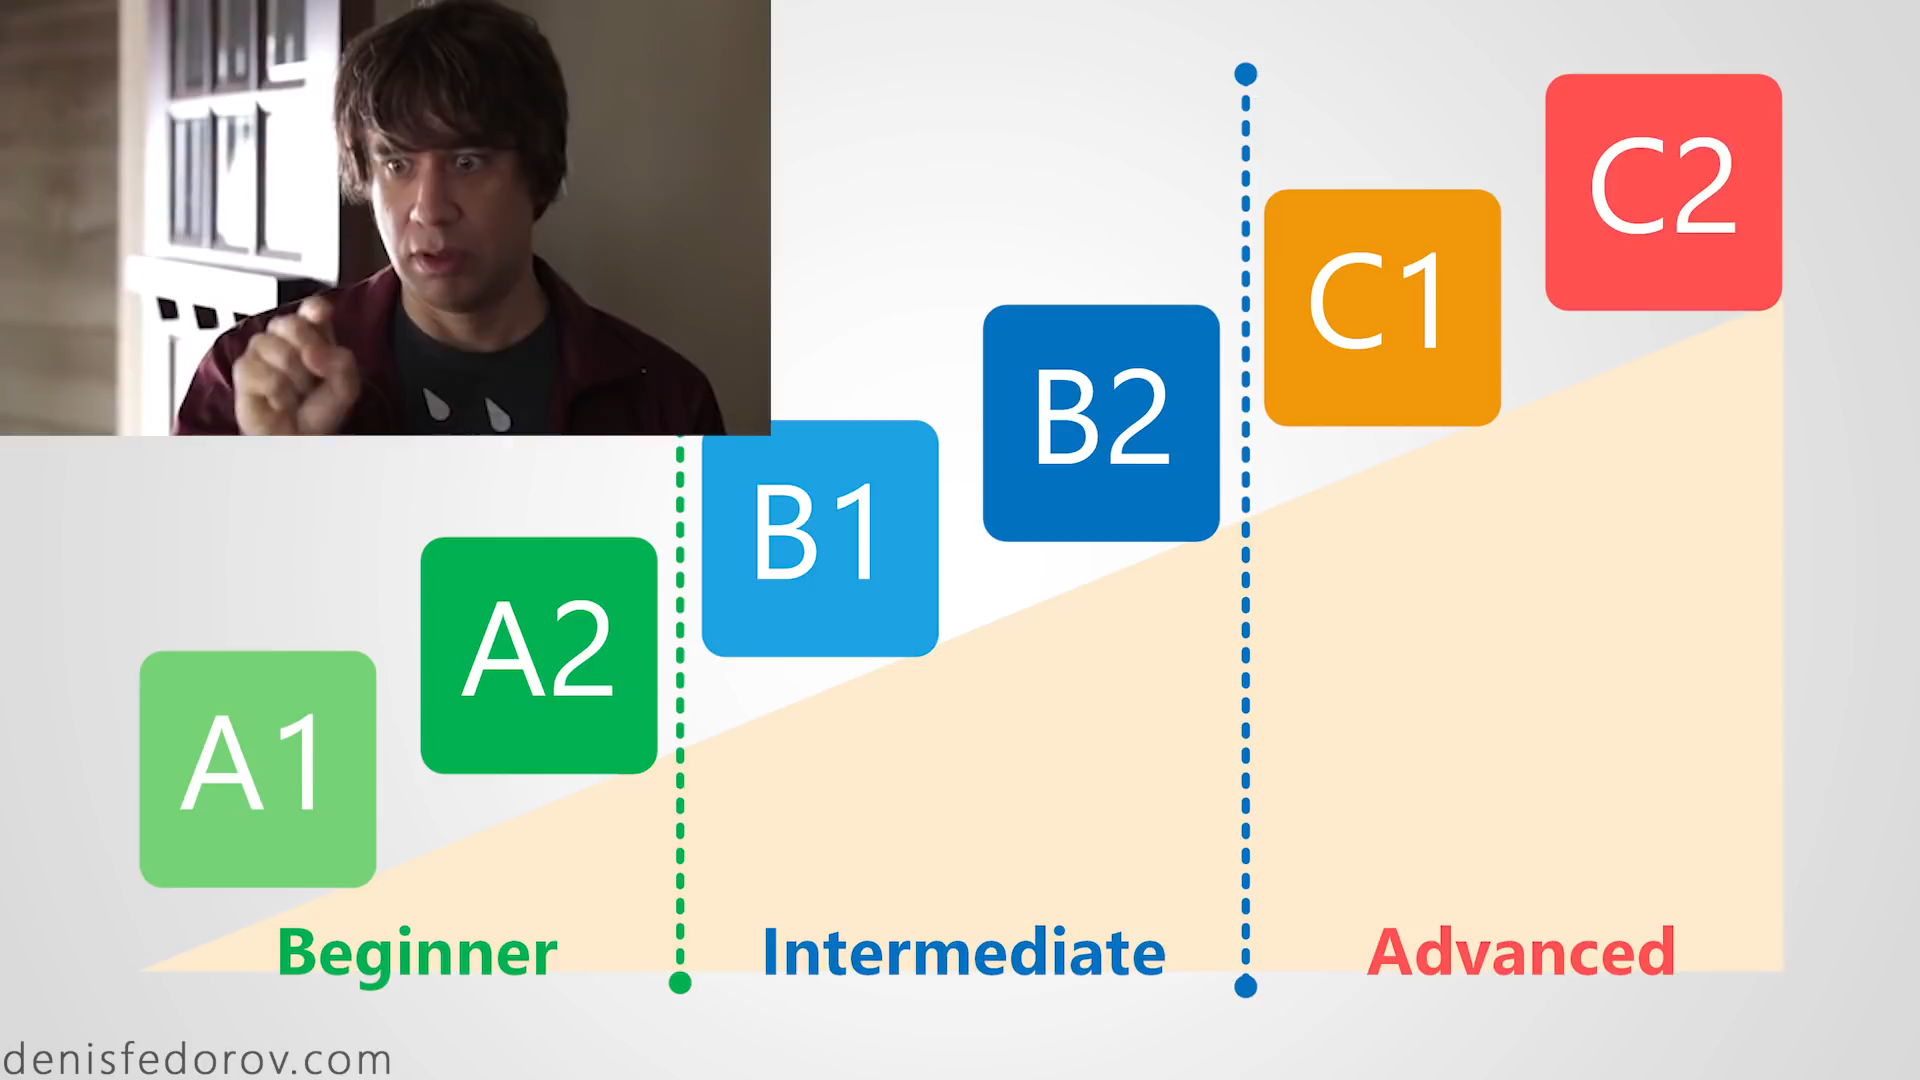 C2
C1
B2
B1
A2
A1
Beginner
Intermediate
Advanced
denisfedorov.com